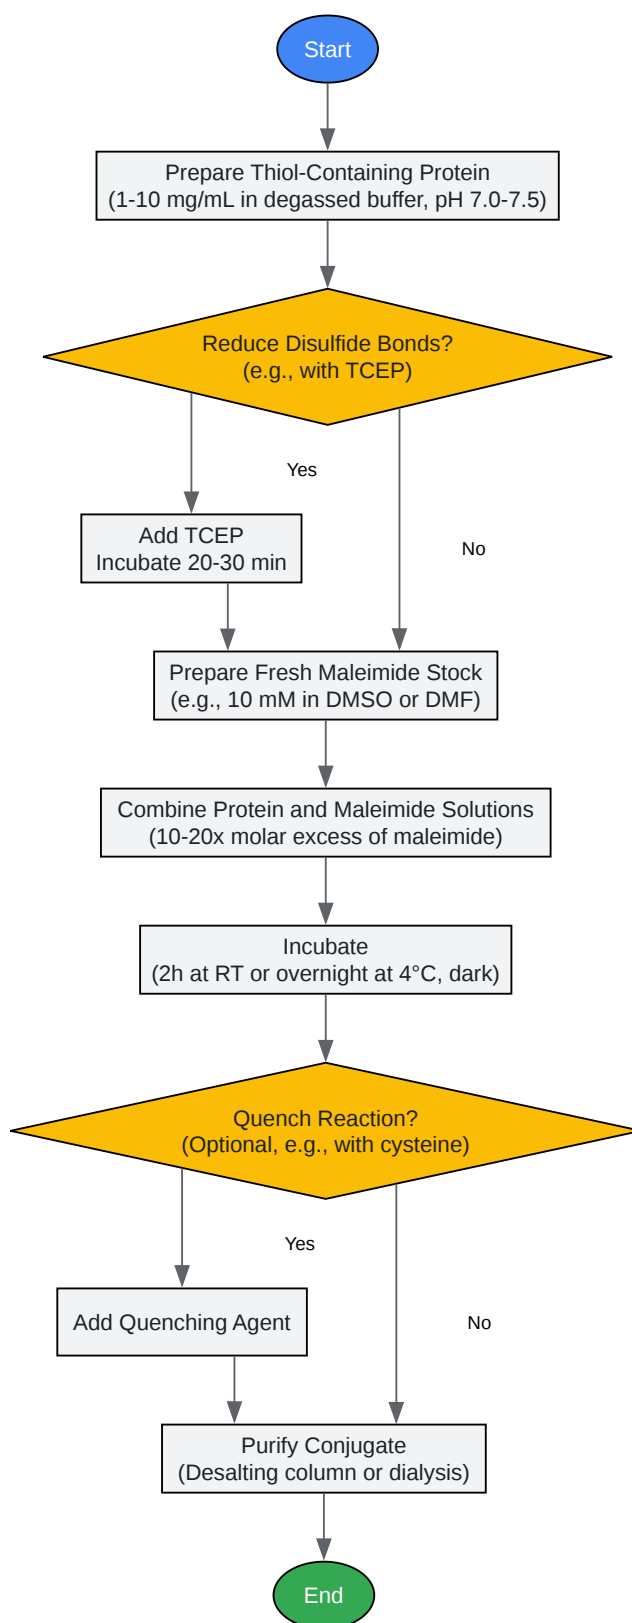 Start
Prepare Thiol-Containing Protein
(1-10 mg/mL in degassed buffer, pH 7.0-7.5)
Reduce Disulfide Bonds?
(e.g., with TCEP)
Yes
Add TCEP
Incubate 20-30 min
No
Prepare Fresh Maleimide Stock
(e.g., 10 mM in DMSO or DMF)
Combine Protein and Maleimide Solutions
(10-20x molar excess of maleimide)
Incubate
(2h at RT or overnight at 4°C, dark)
Quench Reaction?
(Optional, e.g., with cysteine)
Yes
Add Quenching Agent
No
Purify Conjugate
(Desalting column or dialysis)
End